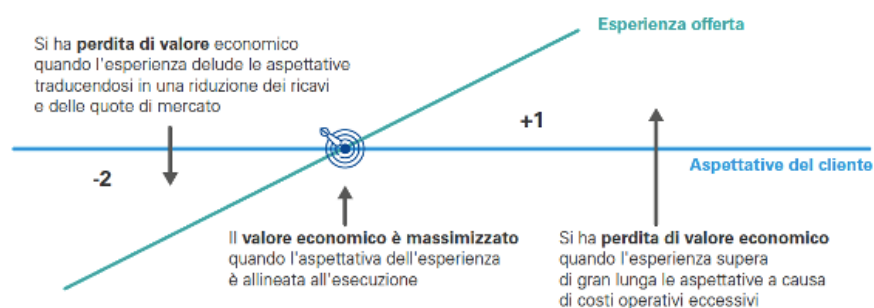 Esperienza offerta
Si ha perdita di valore economico
quando l'esperienza delude le aspettative
traducendosi in una riduzione dei ricavi
e delle quote di mercato
+1
Aspettative del cliente
-2
Il valore economico è massimizzato
quando l'aspettativa dell'esperienza
è allineata all'esecuzione
Si ha perdita di valore economico
quando l'esperienza supera
di gran lunga le aspettative a causa
di costi operativi eccessivi